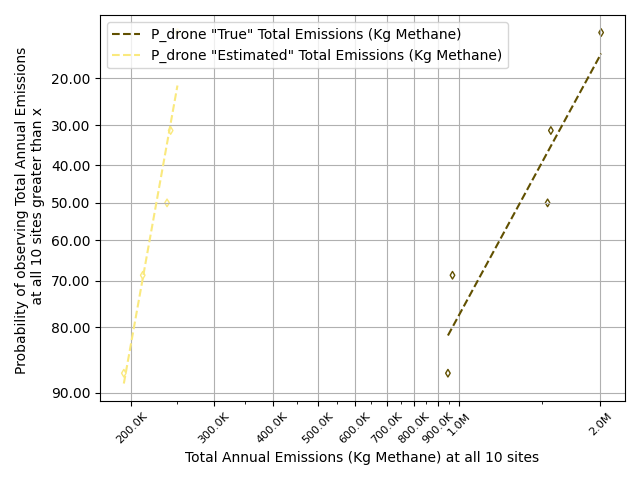 P_drone "True" Total Emissions (Kg Methane)
P_drone "Estimated" Total Emissions (Kg Methane)
Probability of observing Total Annual Emissions
at all 10 sites greater than x
20.00
30.00
40.00
50.00
60.00
70.00
80.00
90.00
200.0K
300.0K
400.0K
500.0K
600.0K
700.0K
800.0K
900.0K
1.0M
2.0M
Total Annual Emissions (Kg Methane) at all 10 sites